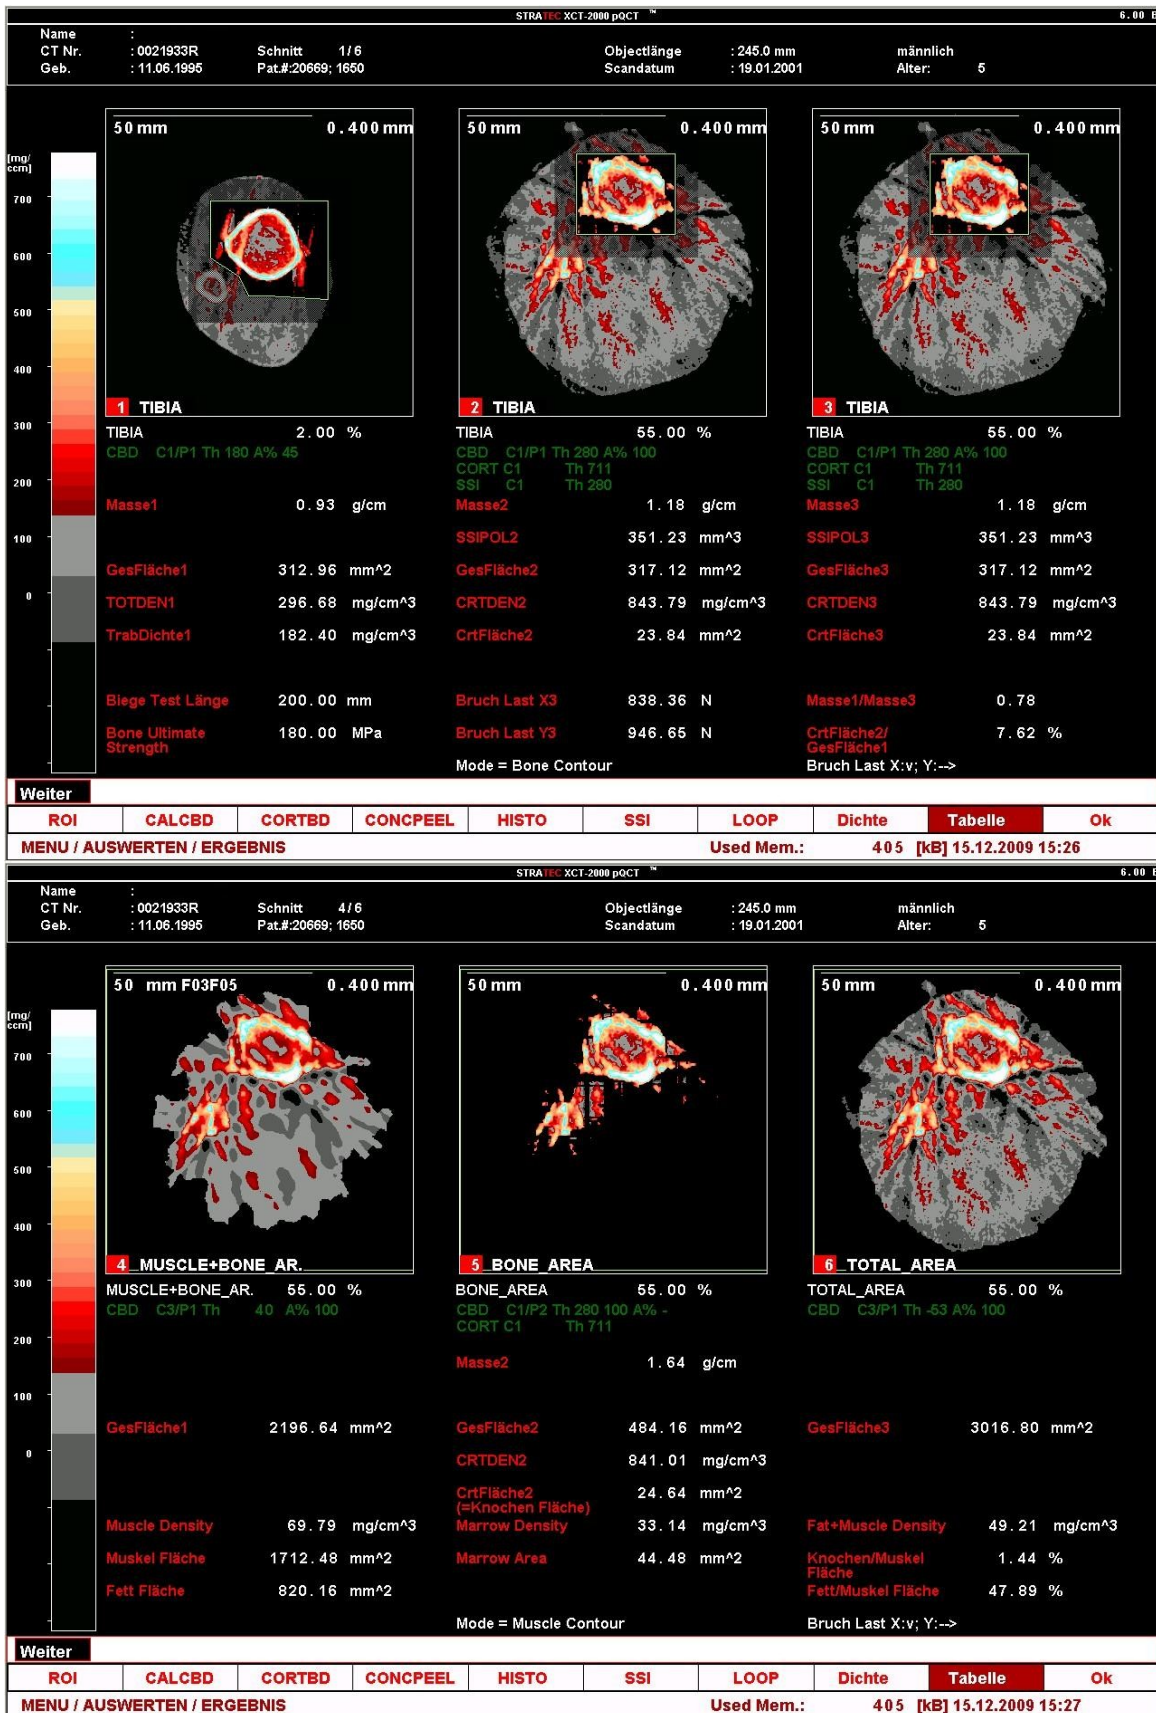 STRATEC XCT-2000 pQCT ™ 6.00
Name :
CT Nr. : 0021933R Schnitt 1/6 Objectlänge : 245.0 mm männlich
Geb. : 11.06.1995 Pat.#:20669; 1650 Scandatum : 19.01.2001 Alter: 5
50 mm 0.400 mm 50 mm 0.400 mm 50 mm 0.400 mm
[mg/
ccm]
700
600
500
400
300
200
100
0
1 TIBIA 2 TIBIA 3 TIBIA
TIBIA 2.00 % TIBIA 55.00 % TIBIA 55.00 %
CBD C1/P1 Th 180 A% 45 CBD C1/P1 Th 280 A% 100 CBD C1/P1 Th 280 A% 100
CORT C1 Th 711 CORT C1 Th 711
SSI C1 Th 280 SSI C1 Th 280
Masse1 0.93 g/cm Masse2 1.18 g/cm Masse3 1.18 g/cm
SSIPOL2 351.23 mm^3 SSIPOL3 351.23 mm^3
GesFläche1 312.96 mm^2 GesFläche2 317.12 mm^2 GesFläche3 317.12 mm^2
TOTDEN1 296.68 mg/cm^3 CRTDEN2 843.79 mg/cm^3 CRTDEN3 843.79 mg/cm^3
TrabDichte1 182.40 mg/cm^3 CrtFläche2 23.84 mm^2 CrtFläche3 23.84 mm^2
Biege Test Länge 200.00 mm Bruch Last X3 838.36 N Masse1/Masse3 0.78
Bone Ultimate 180.00 MPa Bruch Last Y3 946.65 N CrtFläche2/ 7.62 %
Strength GesFläche1
Mode = Bone Contour Bruch Last X:v; Y:-->
Weiter
ROI CALCBD CORTBD CONCPEEL HISTO SSI LOOP Dichte Tabelle Ok
MENU / AUSWERTEN / ERGEBNIS Used Mem.: 405 [kB] 15.12.2009 15:26
STRATEC XCT-2000 pQCT ™ 6.00
Name :
CT Nr. : 0021933R Schnitt 4/6 Objectlänge : 245.0 mm männlich
Geb. : 11.06.1995 Pat.#:20669; 1650 Scandatum : 19.01.2001 Alter: 5
50 mm F03F05 0.400 mm 50 mm 0.400 mm 50 mm 0.400 mm
[mg/
ccm]
700
600
500
400
300
200
100
0
4 MUSCLE+BONE_AR. 5 BONE_AREA 6 TOTAL_AREA
MUSCLE+BONE_AR. 55.00 % BONE_AREA 55.00 % TOTAL_AREA 55.00 %
CBD C3/P1 Th 40 A% 100 CBD C1/P2 Th 280 100 A% - CBD C3/P1 Th -53 A% 100
CORT C1 Th 711
Masse2 1.64 g/cm
GesFläche1 2196.64 mm^2 GesFläche2 484.16 mm^2 GesFläche3 3016.80 mm^2
CRTDEN2 841.01 mg/cm^3
CrtFläche2 24.64 mm^2
(=Knochen Fläche)
Muscle Density 69.79 mg/cm^3 Marrow Density 33.14 mg/cm^3 Fat+Muscle Density 49.21 mg/cm^3
Muskel Fläche 1712.48 mm^2 Marrow Area 44.48 mm^2 Knochen/Muskel 1.44 %
Fläche
Fett Fläche 820.16 mm^2 Fett/Muskel Fläche 47.89 %
Mode = Muscle Contour Bruch Last X:v; Y:-->
Weiter
ROI CALCBD CORTBD CONCPEEL HISTO SSI LOOP Dichte Tabelle Ok
MENU / AUSWERTEN / ERGEBNIS Used Mem.: 405 [kB] 15.12.2009 15:27